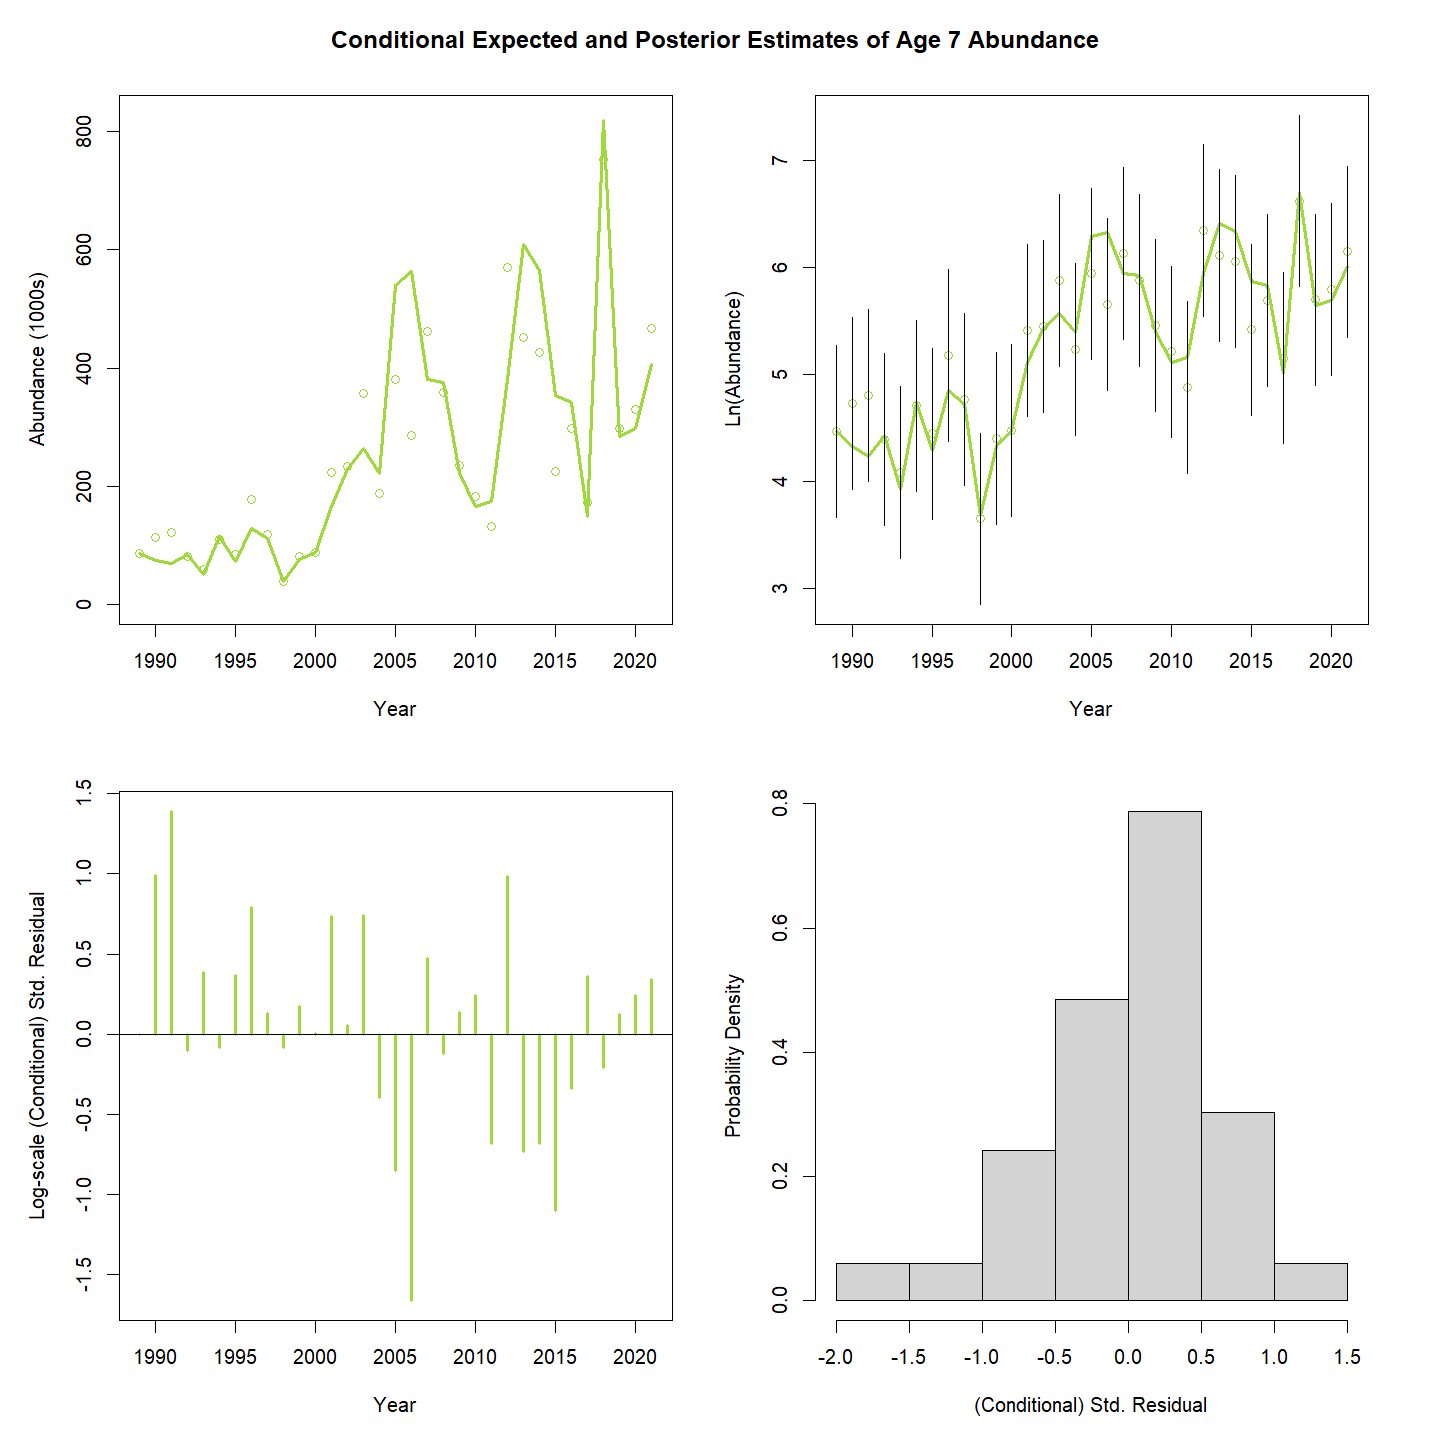 Conditional Expected and Posterior Estimates of Age 7 Abundance
Abundance (1000s)
0 200 400 600 800
1990 1995 2000 2005 2010 2015 2020
Year
Ln(Abundance)
3 4 5 6 7
1990 1995 2000 2005 2010 2015 2020
Year
Log-scale (Conditional) Std. Residual
-1.5 -1.0 -0.5 0.0 0.5 1.0 1.5
1990 1995 2000 2005 2010 2015 2020
Year
Probability Density
0.0 0.2 0.4 0.6 0.8
-2.0 -1.5 -1.0 -0.5 0.0 0.5 1.0 1.5
(Conditional) Std. Residual